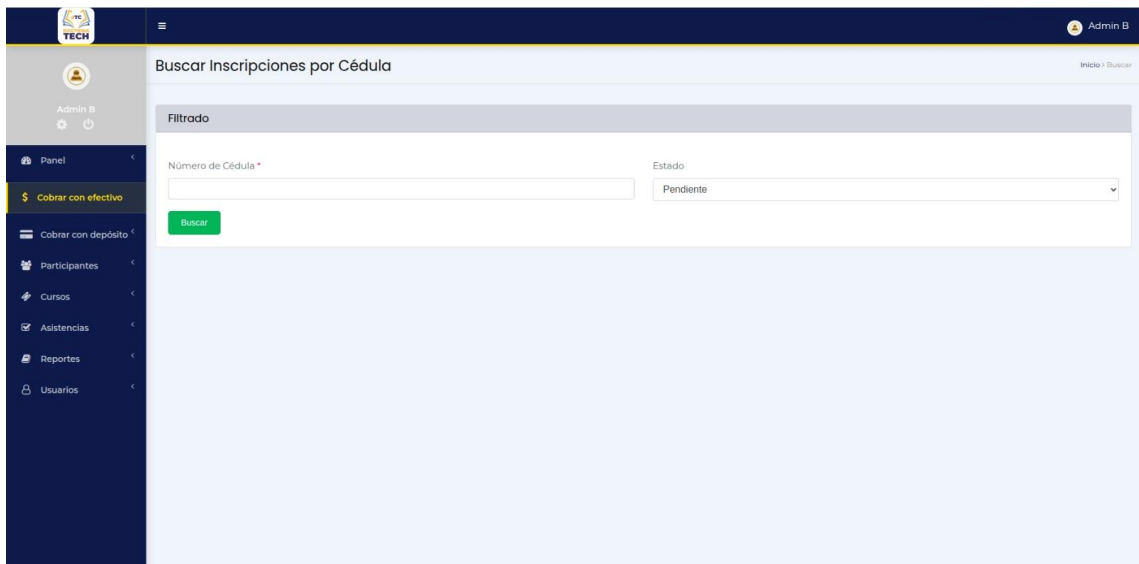 TECH
Admin B
Buscar Inscripciones por Cédula
Inicio > Buscar
Admin B
Filtrado
Panel
Número de Cédula *
Estado
Pendiente
$ Cobrar con efectivo
Buscar
Cobrar con depósito
Participantes
Cursos
Asistencias
Reportes
Usuarios